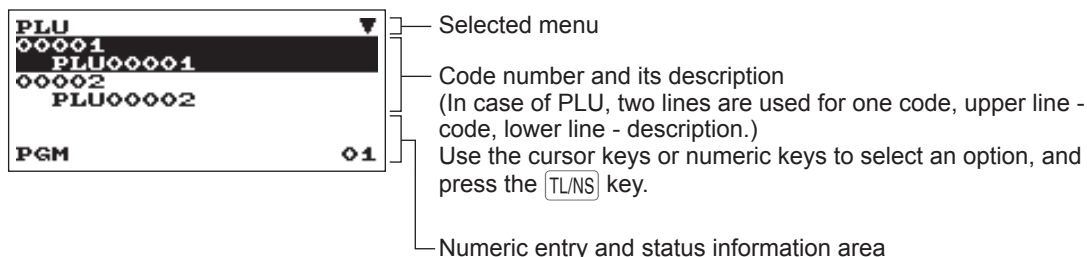 PLU ▼
00001
PLU00001
00002
PLU00002
PGM 01
Selected menu
Code number and its description
(In case of PLU, two lines are used for one code, upper line -
code, lower line - description.)
Use the cursor keys or numeric keys to select an option, and
press the TL/NS key.
Numeric entry and status information area